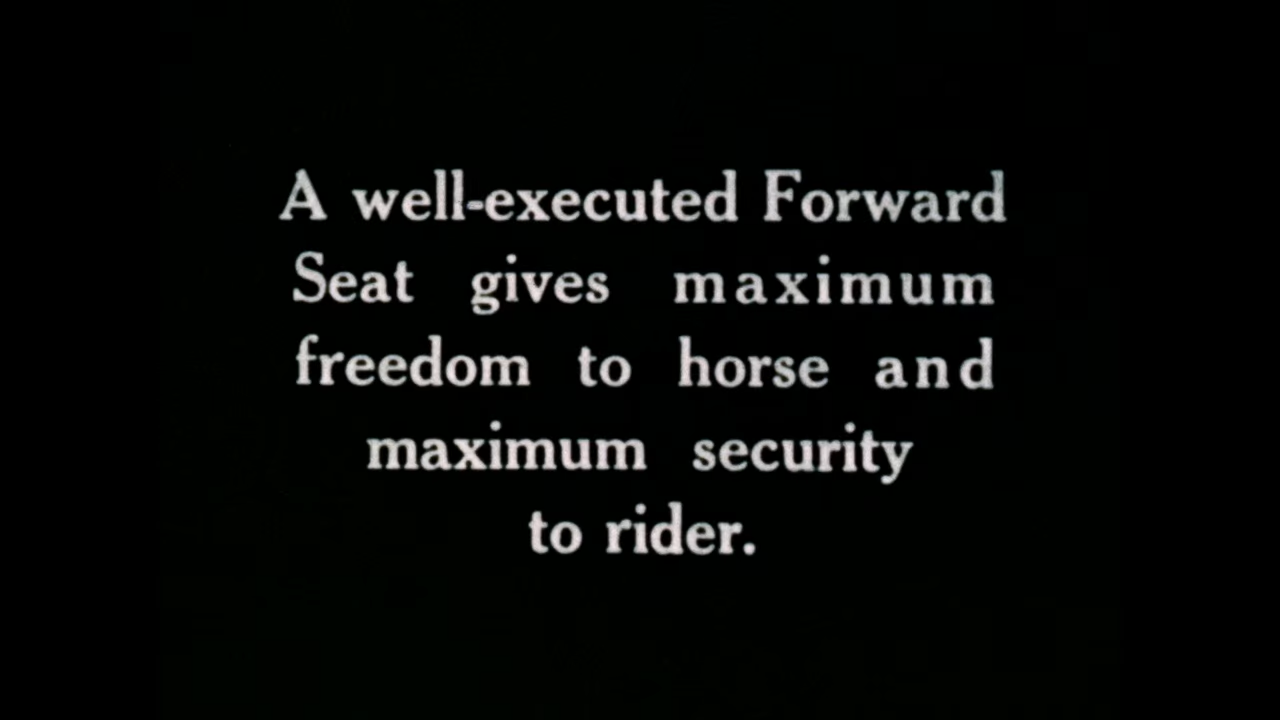 A well-executed Forward
Seat gives maximum
freedom to horse and
maximum security
to rider.